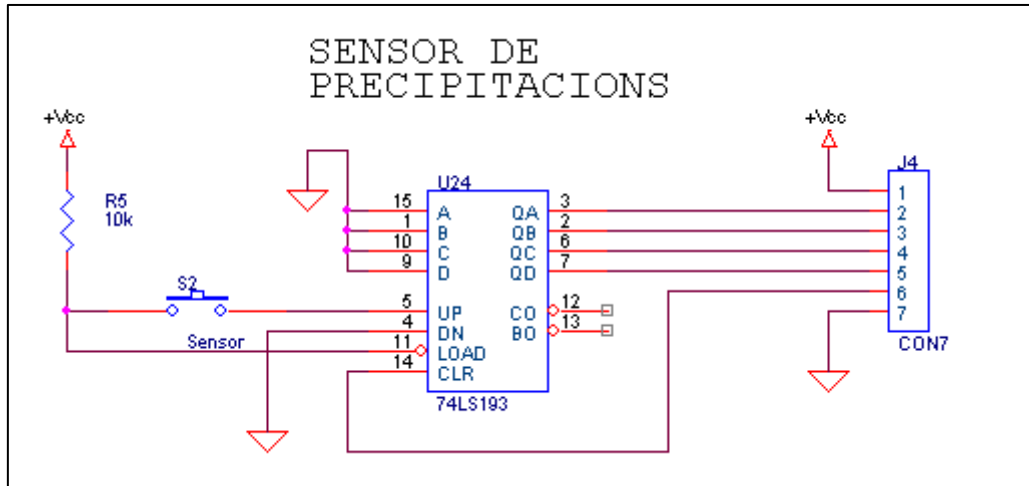 SENSOR DE
PRECIPITACIONS
+Vcc
+Vcc
R5
10k
S2
Sensor
U24
15 A QA 3
1 B QB 2
10 C QC 6
9 D QD 7
5 UP CO 12
4 DN BO 13
11 LOAD
14 CLR
74LS193
J4
1
2
3
4
5
6
7
CON7